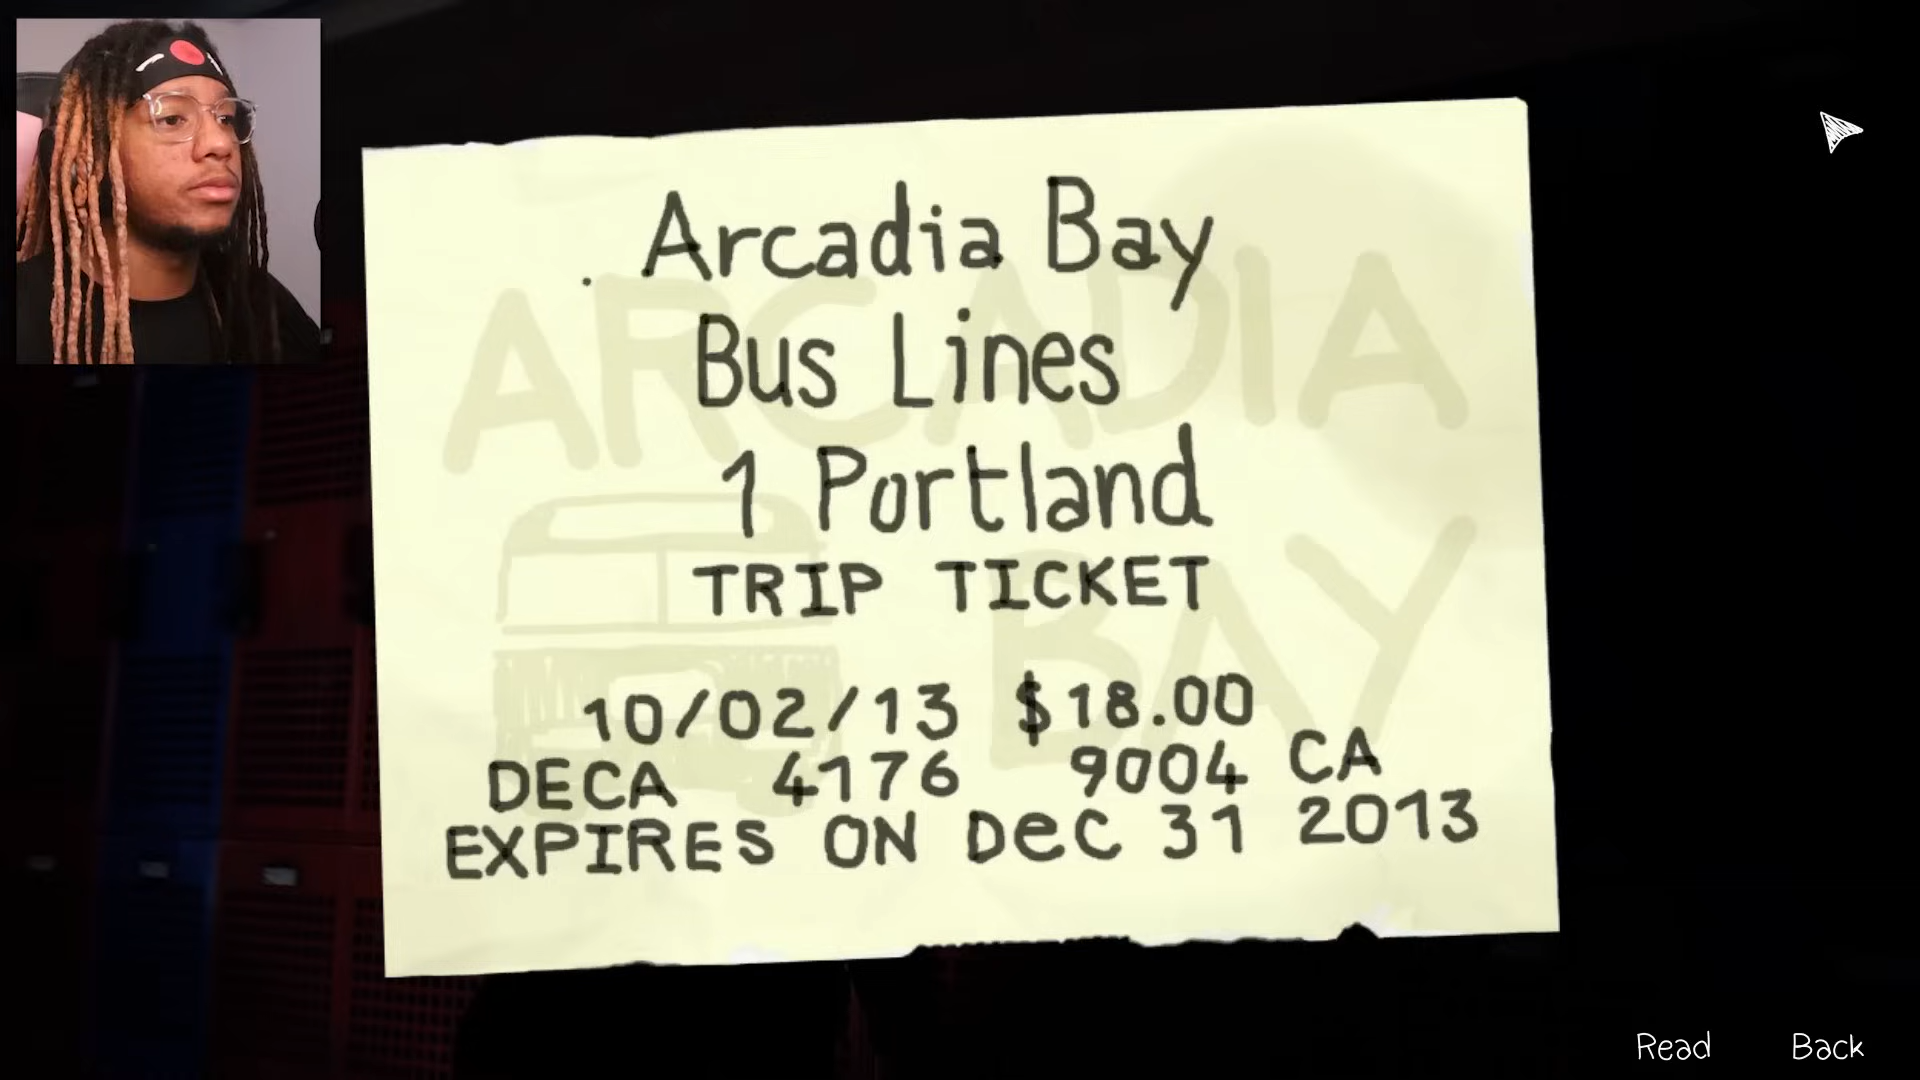 Arcadia Bay
Bus Lines
1 Portland
TRIP TICKET
10/02/13 $18.00
DECA 4176 9004 CA
EXPIRES ON DeC 31 2013
ARCADIA
BAY
Read Back